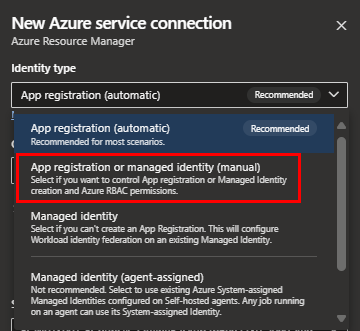 New Azure service connection
Azure Resource Manager
Identity type
App registration (automatic)
Recommended
App registration (automatic)
Recommended
Recommended for most scenarios.
App registration or managed identity (manual)
Select if you want to control App registration or Managed Identity
creation and Azure RBAC permissions.
Managed identity
Select if you can't create an App Registration. This will configure
Workload identity federation on an existing Managed Identity.
Managed identity (agent-assigned)
Not recommended. Select to use existing Azure System-assigned
Managed Identities configured on Self-hosted agents. Any job running
on an agent can use its System-assigned Identity.